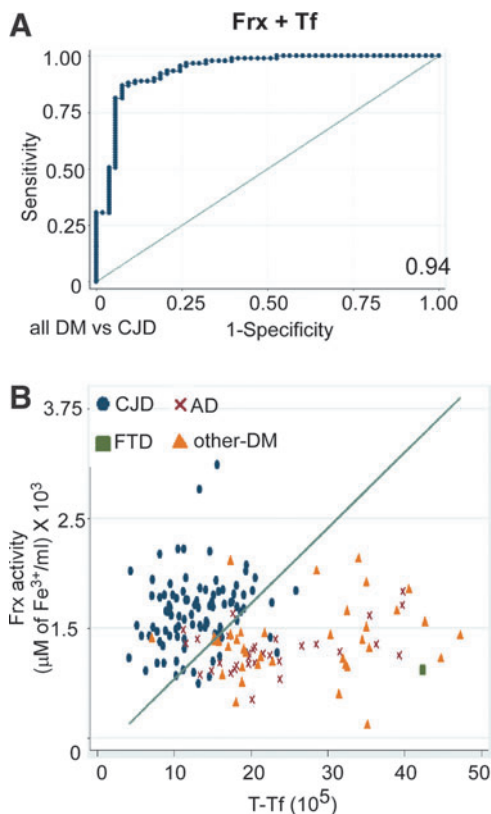 A
Frx + Tf
1.00
0.75
0.50
0.25
0
Sensitivity
0.94
0 0.25 0.50 0.75 1.00
all DM vs CJD 1-Specificity
B
3.75
2.5
1.5
0
Frx activity
(μM of Fe³⁺/ml) X 10³
CJD AD
FTD other-DM
0 10 20 30 40 50
T-Tf (10⁵)